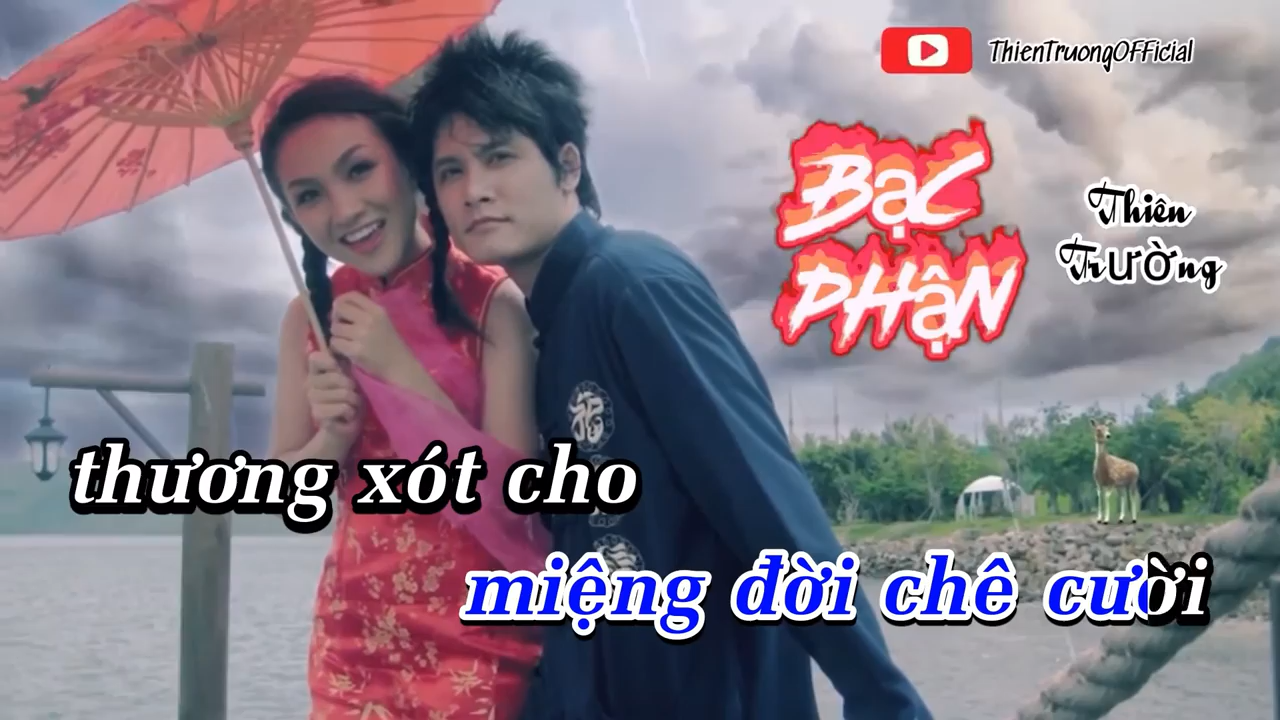 ThienTruongOFFicial
BạC
PHậN
Thiên
Trường
thương xót cho
miệng đời chê cười